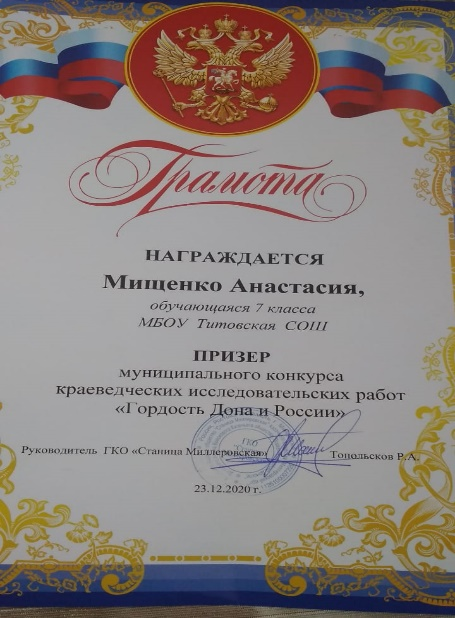 Грамота
НАГРАЖДАЕТСЯ
Мищенко Анастасия,
обучающаяся 7 класса
МБОУ Титовская СОШ
ПРИЗЕР
муниципального конкурса
краеведческих исследовательских работ
«Гордость Дона и России»
ГКО
Руководитель ГКО «Станица Миллеровская» Топольсков Р.А.
23.12.2020 г.